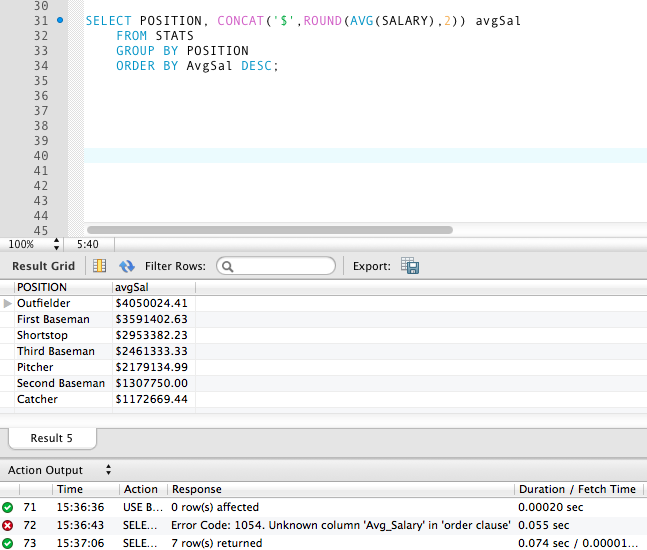 30
31 SELECT POSITION, CONCAT('$',ROUND(AVG(SALARY),2)) avgSal
32 FROM STATS
33 GROUP BY POSITION
34 ORDER BY AvgSal DESC;
35
36
37
38
39
40
41
42
43
44
45
100% 5:40
Result Grid Filter Rows: Export:
POSITION avgSal
Outfielder $4050024.41
First Baseman $3591402.63
Shortstop $2953382.23
Third Baseman $2461333.33
Pitcher $2179134.99
Second Baseman $1307750.00
Catcher $1172669.44
Result 5
Action Output
Time Action Response Duration / Fetch Time
71 15:36:36 USE B... 0 row(s) affected 0.00020 sec
72 15:36:43 SELE... Error Code: 1054. Unknown column 'Avg_Salary' in 'order clause' 0.055 sec
73 15:37:06 SELE... 7 row(s) returned 0.074 sec / 0.00001...